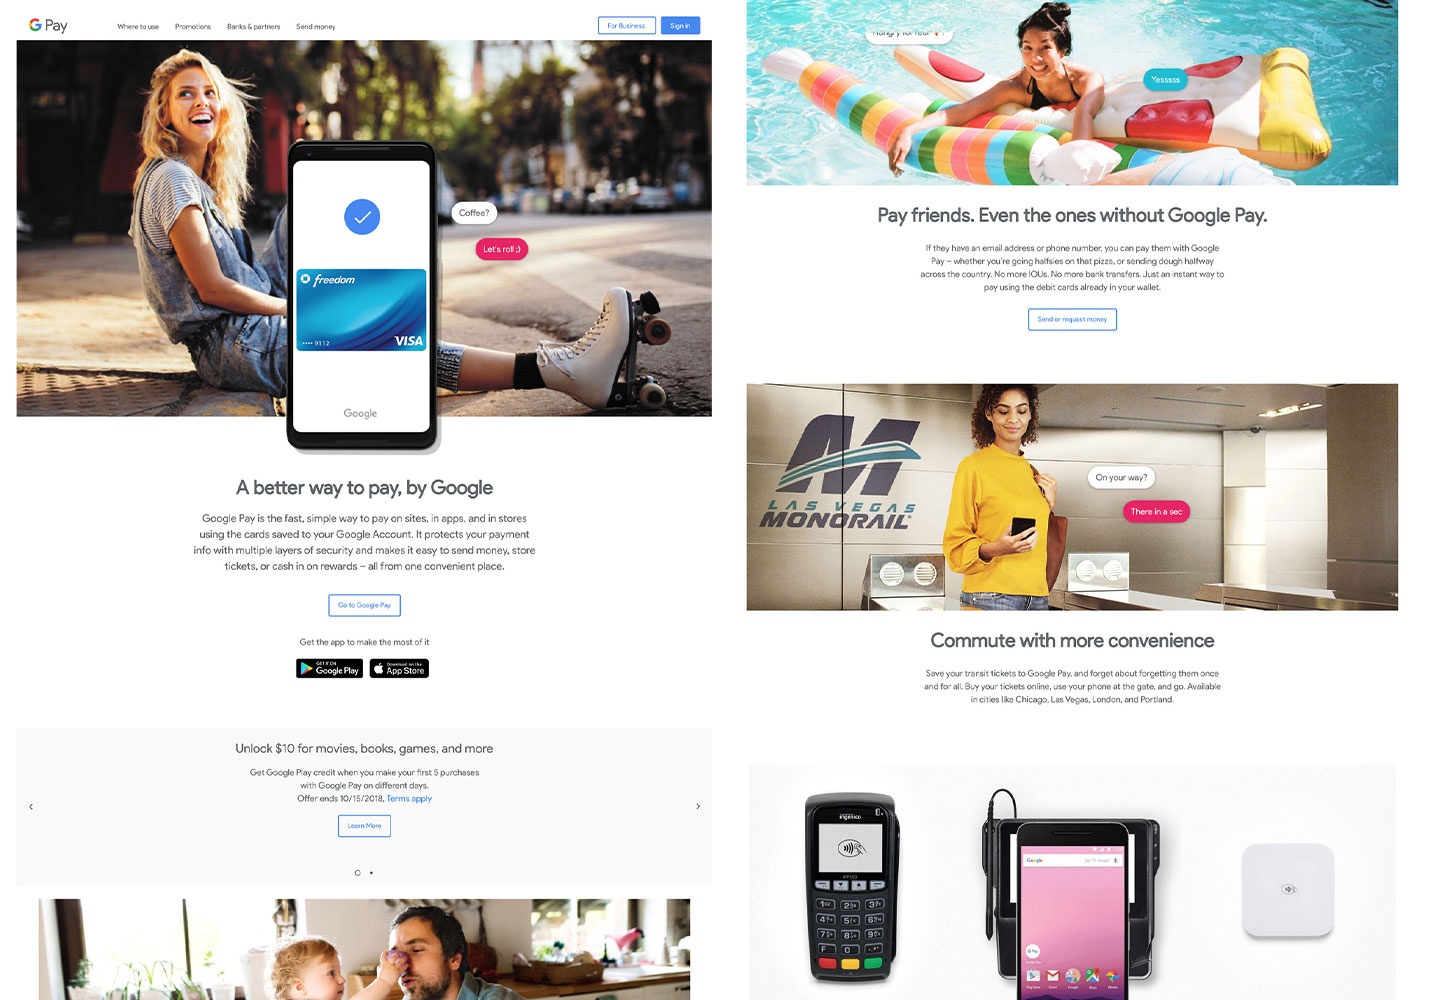 G Pay
Where to use
Promotions
Banks & partners
Send money
For Business
Sign in
Coffee?
Let's roll ;)
freedom
•••• 9112
VISA
Google
A better way to pay, by Google
Google Pay is the fast, simple way to pay on sites, in apps, and in stores
using the cards saved to your Google Account. It protects your payment
info with multiple layers of security and makes it easy to send money, store
tickets, or cash in on rewards – all from one convenient place.
Go to Google Pay
Get the app to make the most of it
GET IT ON
Google Play
Download on the
App Store
Unlock $10 for movies, books, games, and more
Get Google Play credit when you make your first 5 purchases
with Google Pay on different days.
Offer ends 10/15/2018, Terms apply
Learn More
Yesssss
Pay friends. Even the ones without Google Pay.
If they have an email address or phone number, you can pay them with Google
Pay – whether you're going halfsies on that pizza, or sending dough halfway
across the country. No more IOUs. No more bank transfers. Just an instant way to
pay using the debit cards already in your wallet.
Send or request money
LAS VEGAS
MONORAIL
On your way?
There in a sec
Commute with more convenience
Save your transit tickets to Google Pay, and forget about forgetting them once
and for all. Buy your tickets online, use your phone at the gate, and go. Available
in cities like Chicago, Las Vegas, London, and Portland.
ingenico
Google